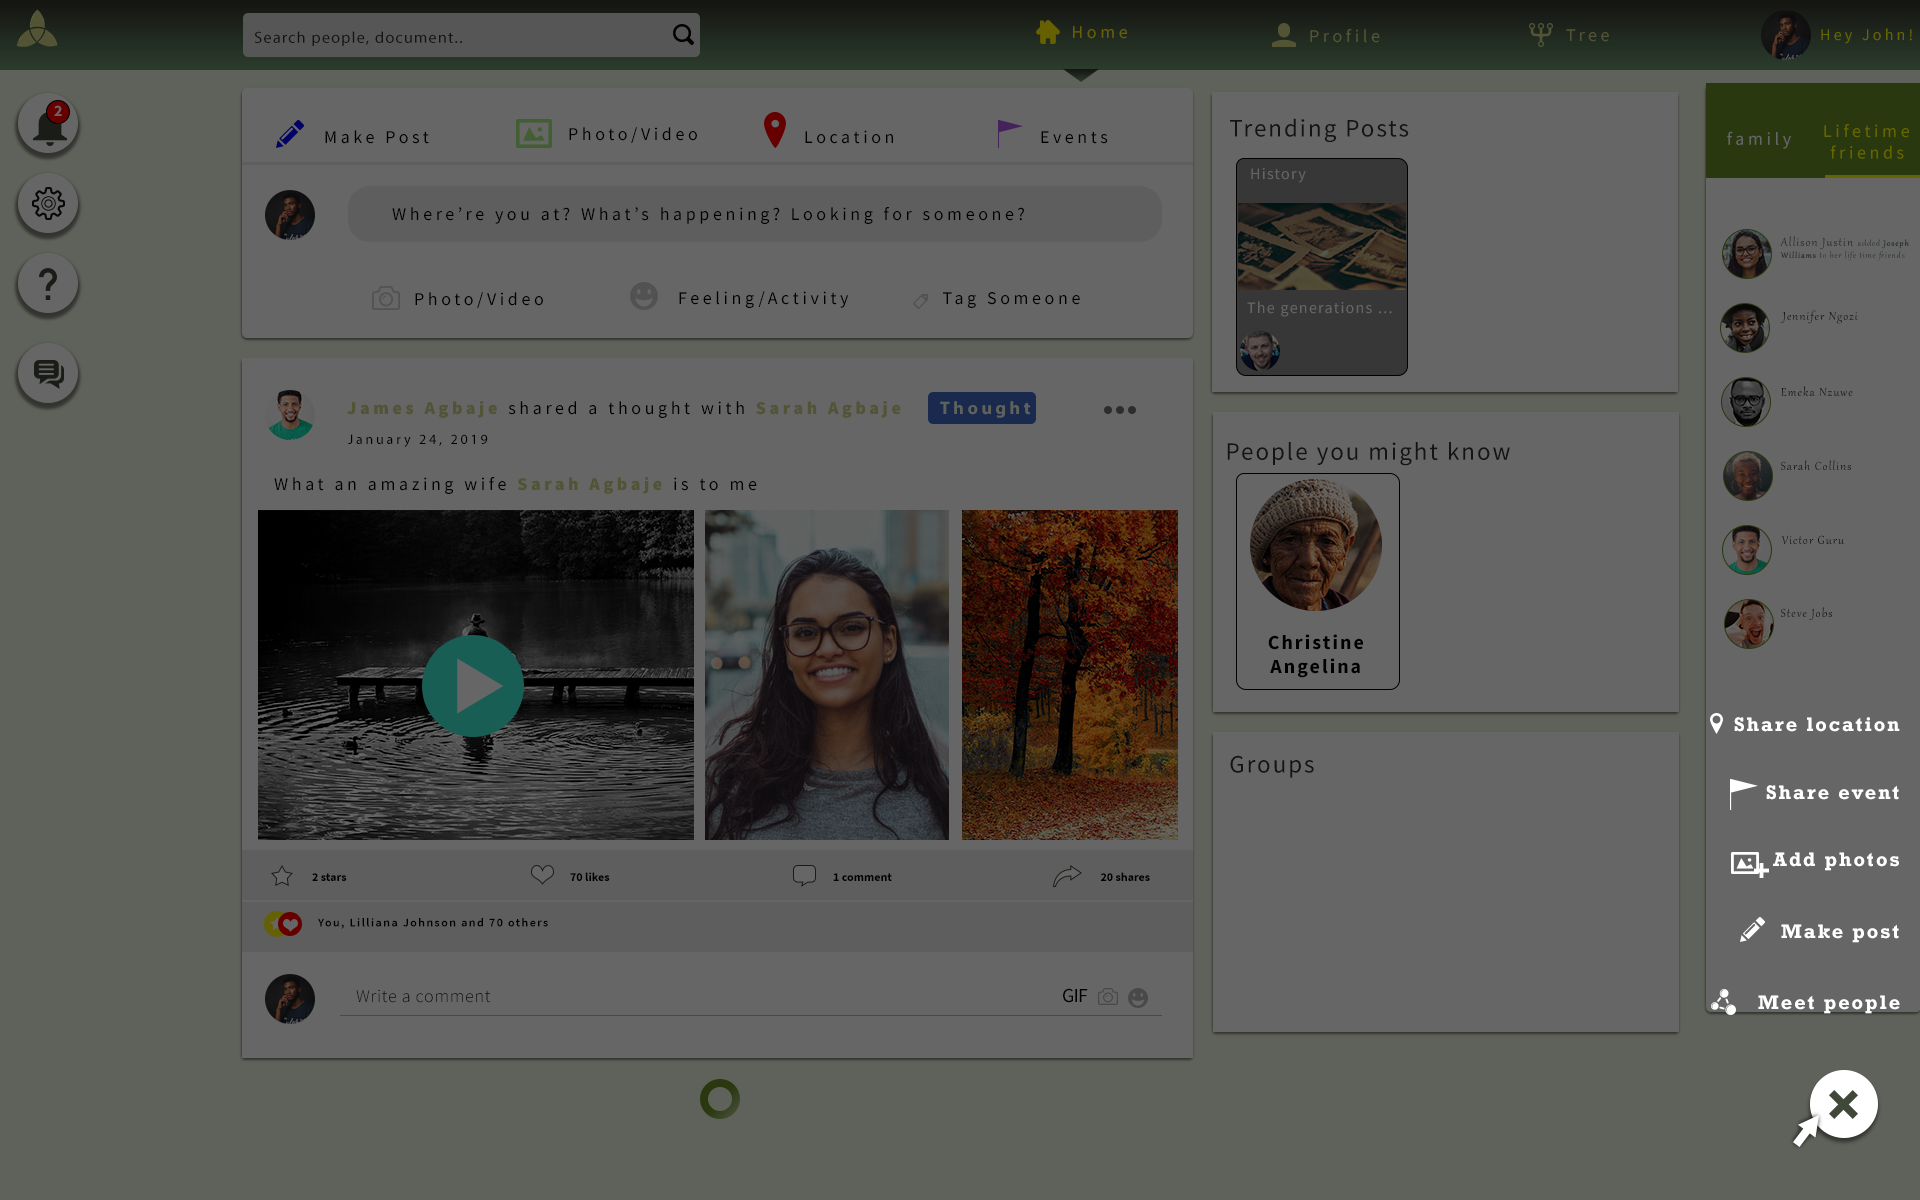 Search people, document..
Home
Profile
Tree
Hey John!
2
Make Post
Photo/Video
Location
Events
Where’re you at? What’s happening? Looking for someone?
Photo/Video
Feeling/Activity
Tag Someone
James Agbaje shared a thought with Sarah Agbaje
Thought
January 24, 2019
What an amazing wife Sarah Agbaje is to me
2 stars
70 likes
1 comment
20 shares
You, Lilliana Johnson and 70 others
Write a comment
GIF
Trending Posts
History
The generations ...
People you might know
Christine
Angelina
Groups
family
Lifetime
friends
Allison Justin added Joseph
Williams to her life time friends.
Jennifer Ngozi
Emeka Nzuwe
Sarah Collins
Victor Guru
Steve Jobs
Share location
Share event
Add photos
Make post
Meet people